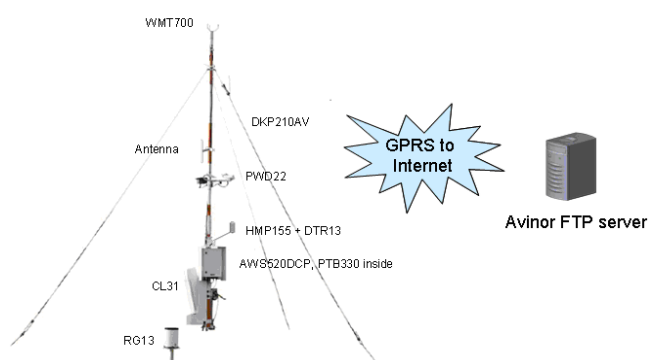 WMT700
DKP210AV
Antenna
PWD22
HMP155 + DTR13
AWS520DCP, PTB330 inside
CL31
RG13
GPRS to
Internet
Avinor FTP server